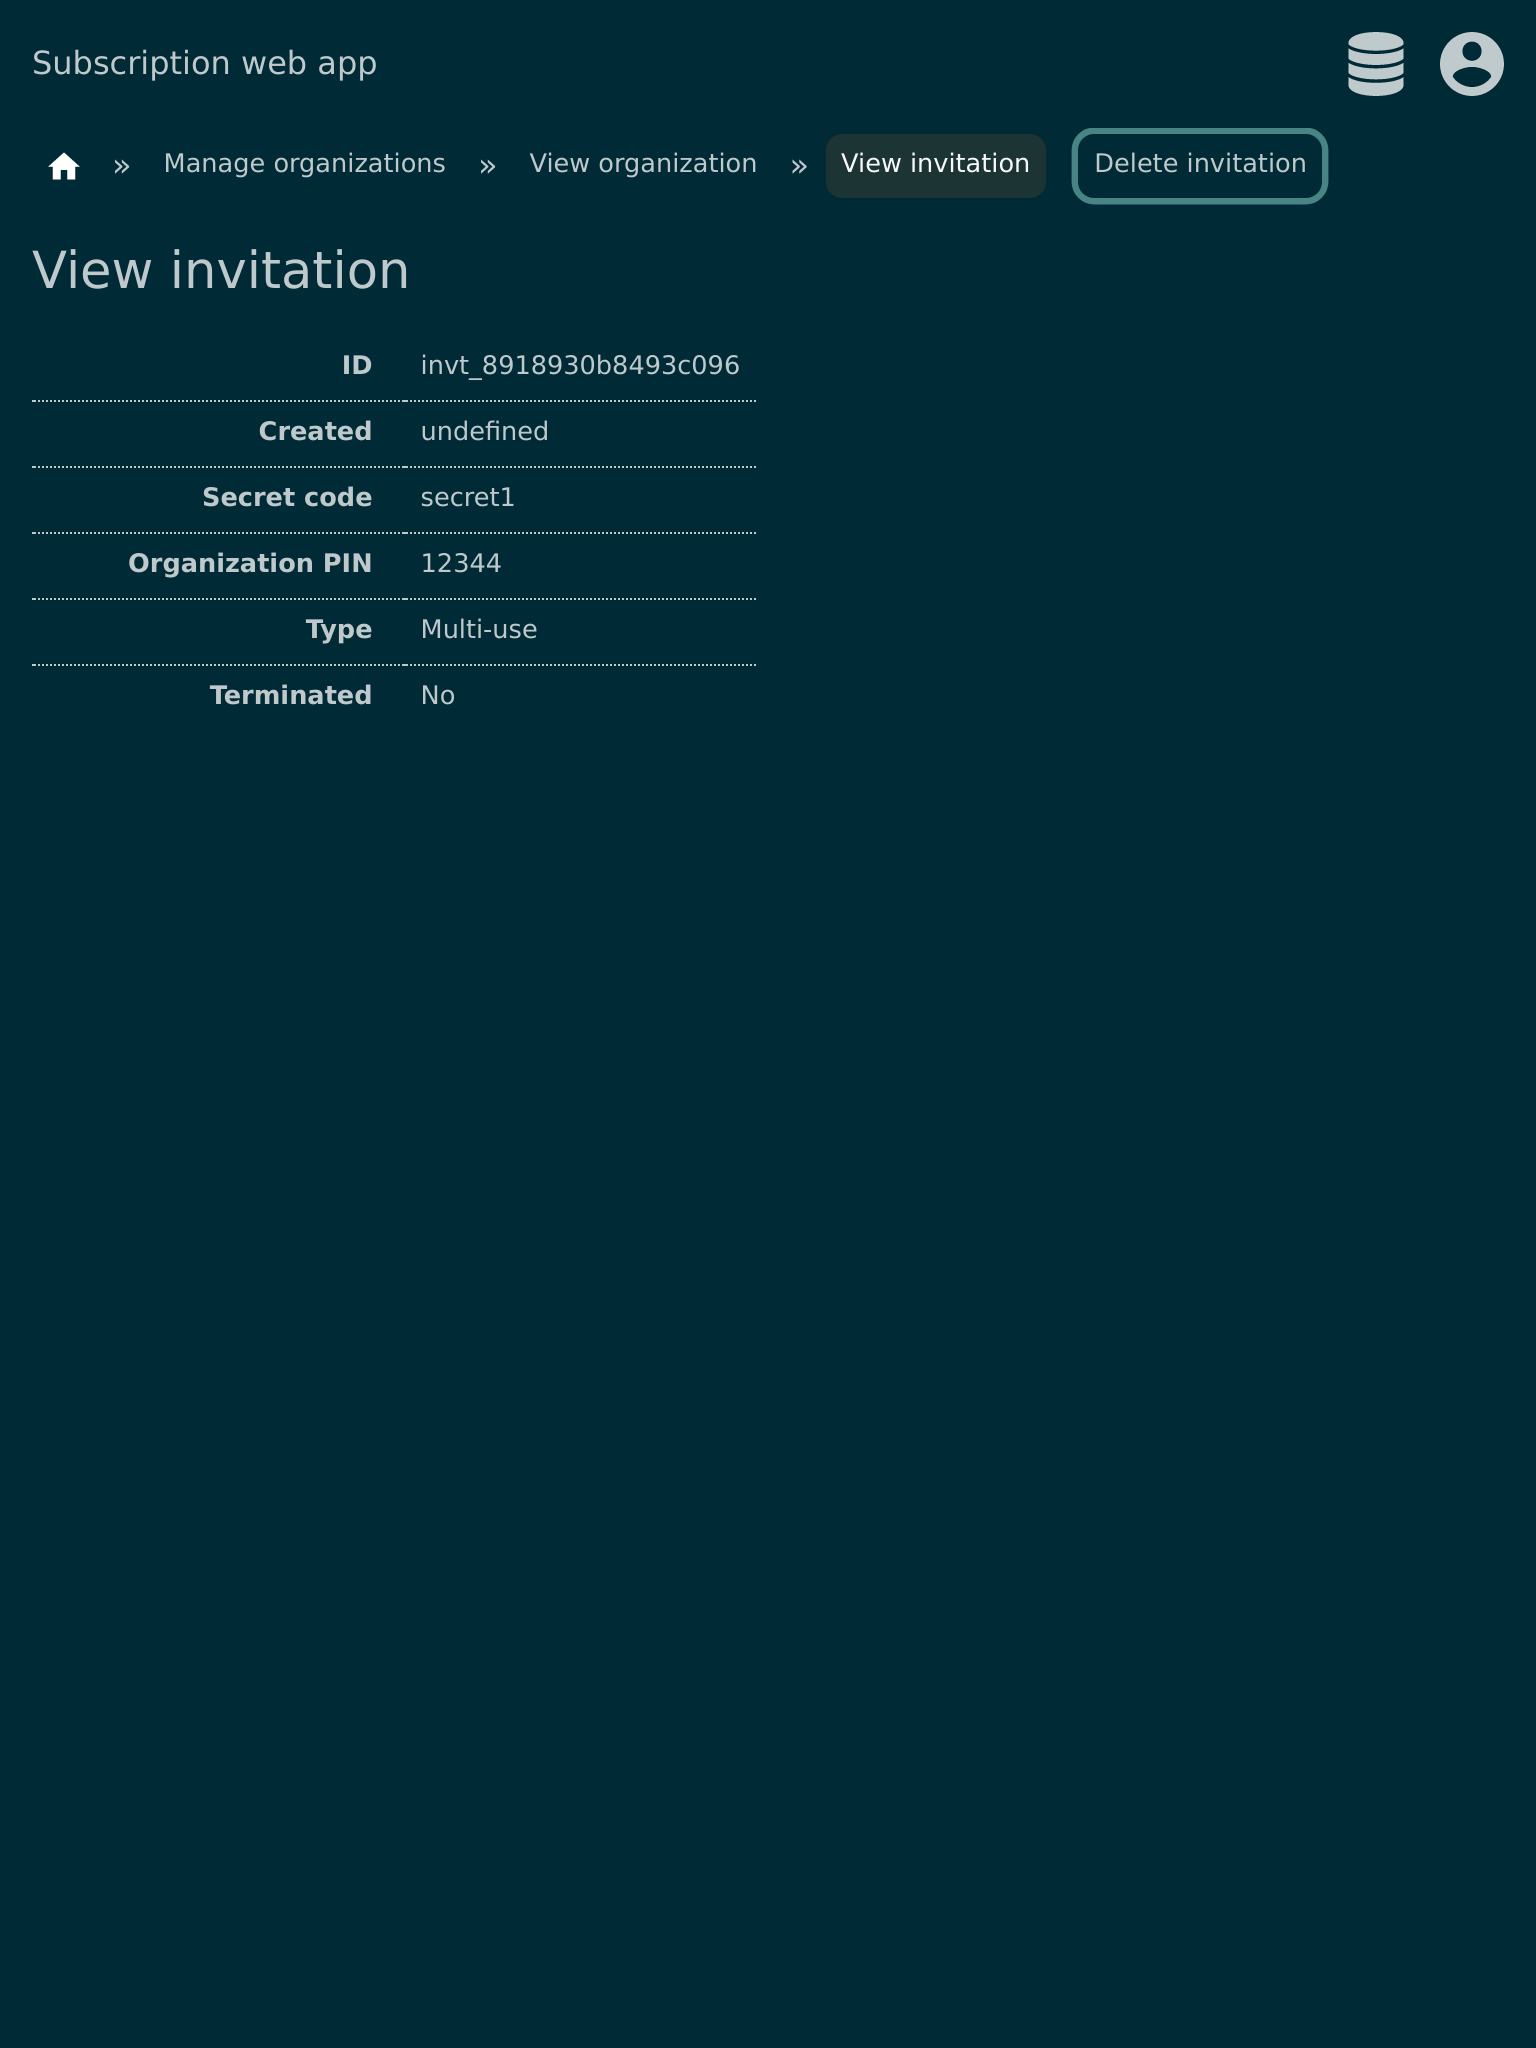 Subscription web app
» Manage organizations » View organization » View invitation Delete invitation
View invitation
ID invt_8918930b8493c096
Created undefined
Secret code secret1
Organization PIN 12344
Type Multi-use
Terminated No